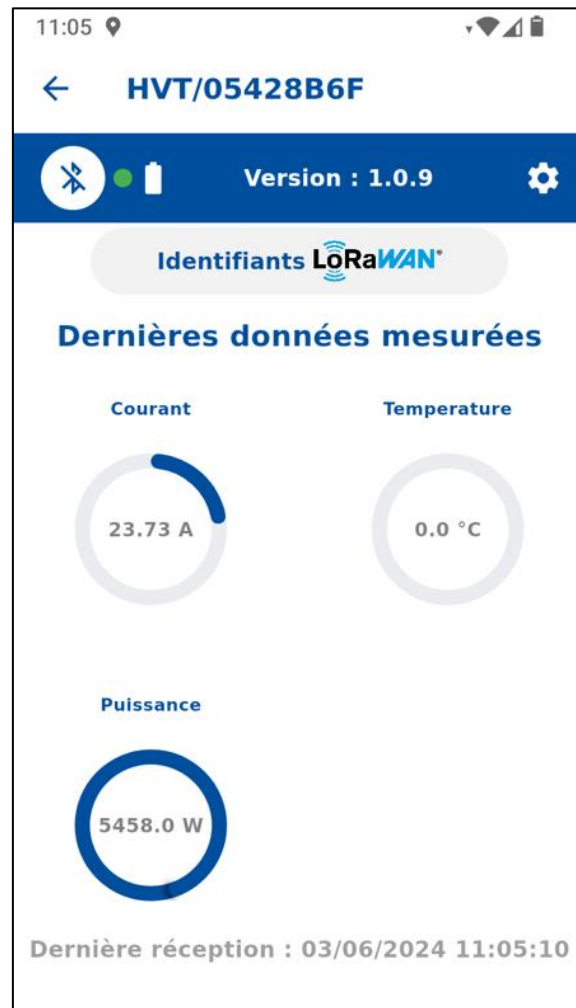 11:05
HVT/05428B6F
Version : 1.0.9
Identifiants LoRaWAN®
Dernières données mesurées
Courant Temperature
23.73 A 0.0 °C
Puissance
5458.0 W
Dernière réception : 03/06/2024 11:05:10